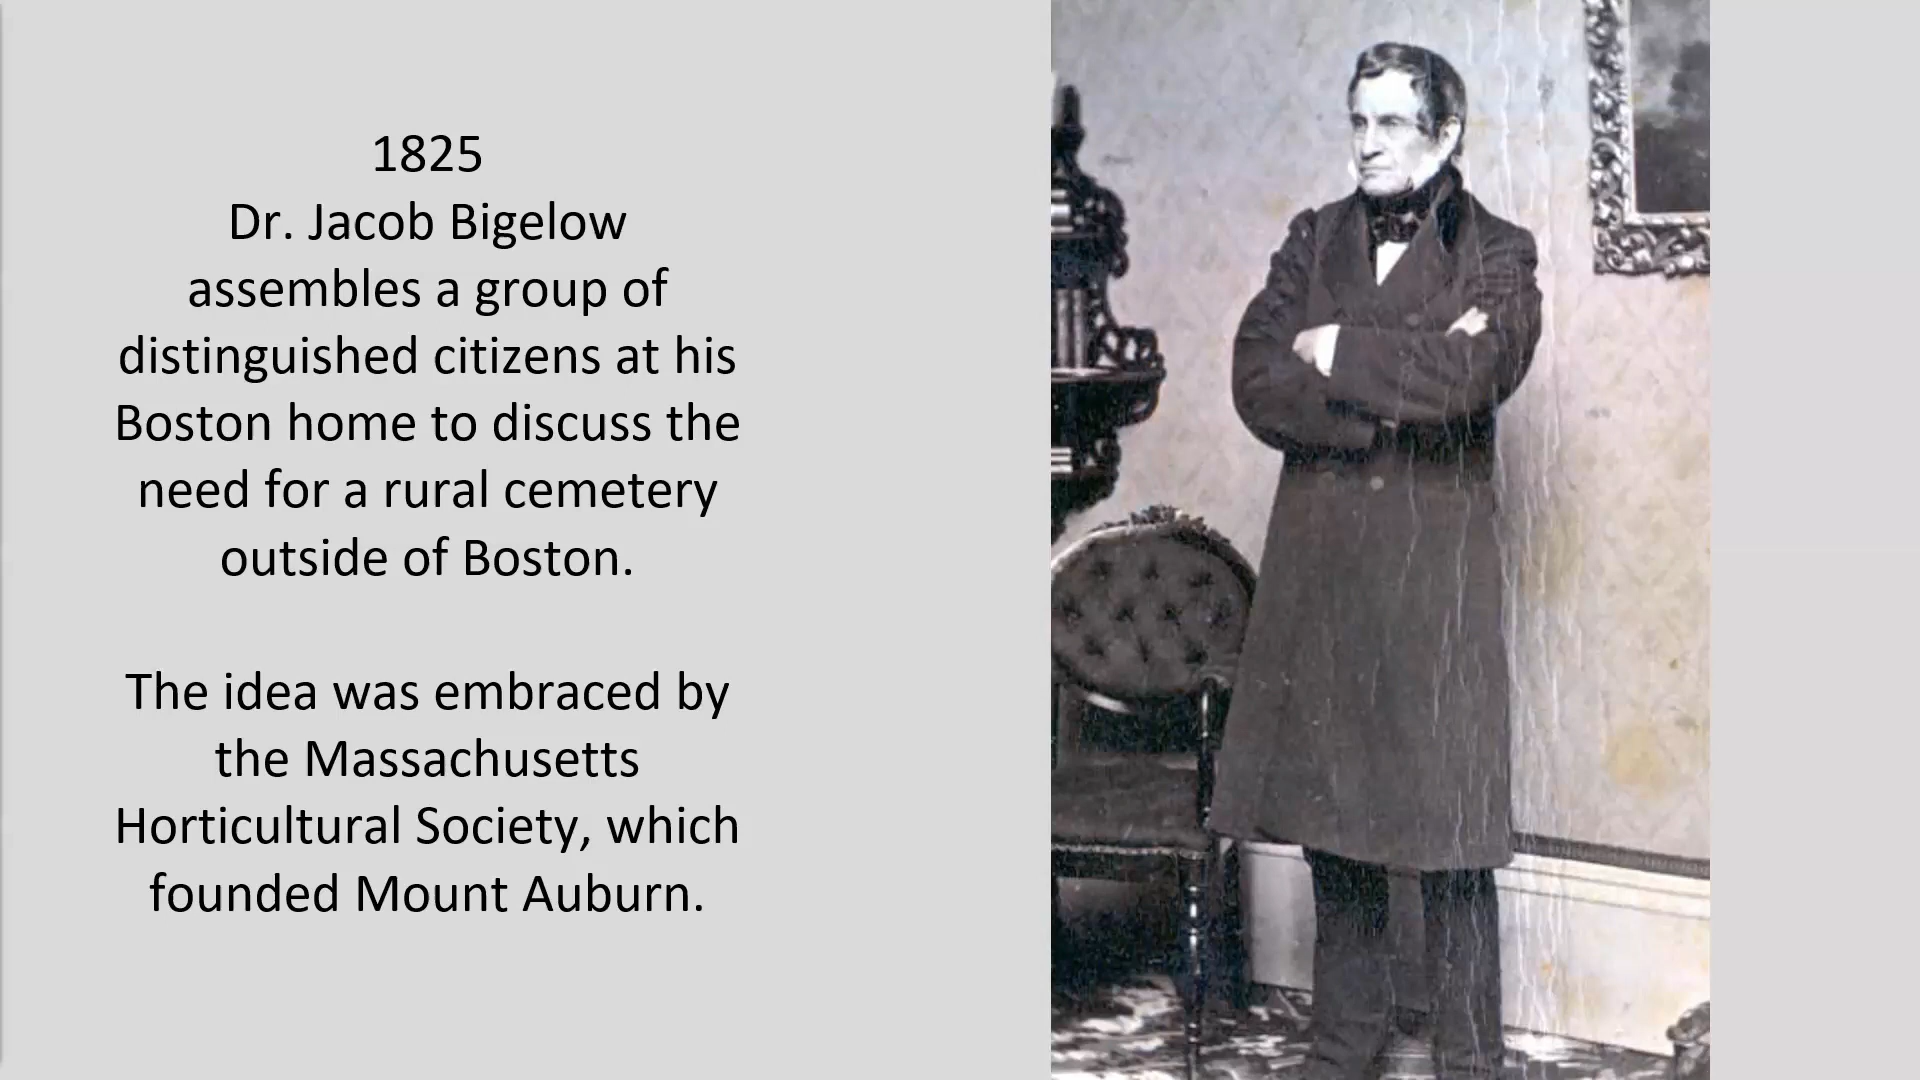 1825
Dr. Jacob Bigelow
assembles a group of
distinguished citizens at his
Boston home to discuss the
need for a rural cemetery
outside of Boston.
The idea was embraced by
the Massachusetts
Horticultural Society, which
founded Mount Auburn.